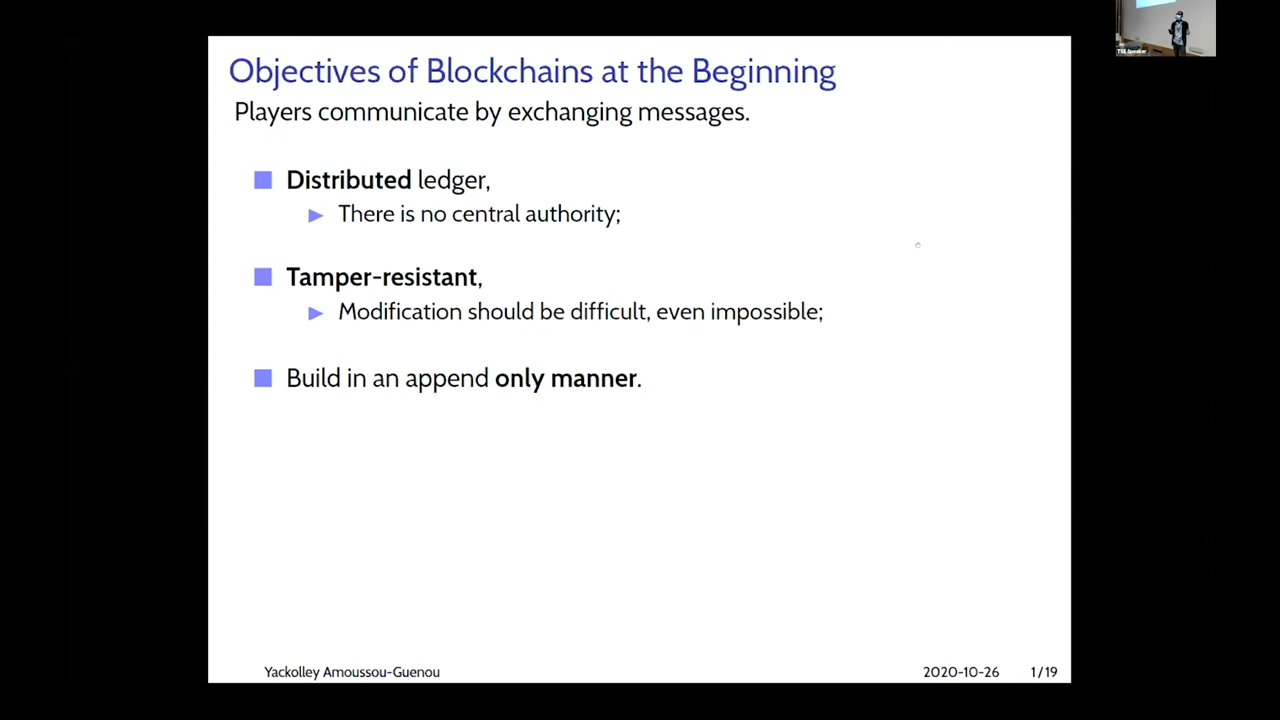 TSE Speaker
Objectives of Blockchains at the Beginning
Players communicate by exchanging messages.
Distributed ledger,
There is no central authority;
Tamper-resistant,
Modification should be difficult, even impossible;
Build in an append only manner.
Yackolley Amoussou-Guenou
2020-10-26
1/19